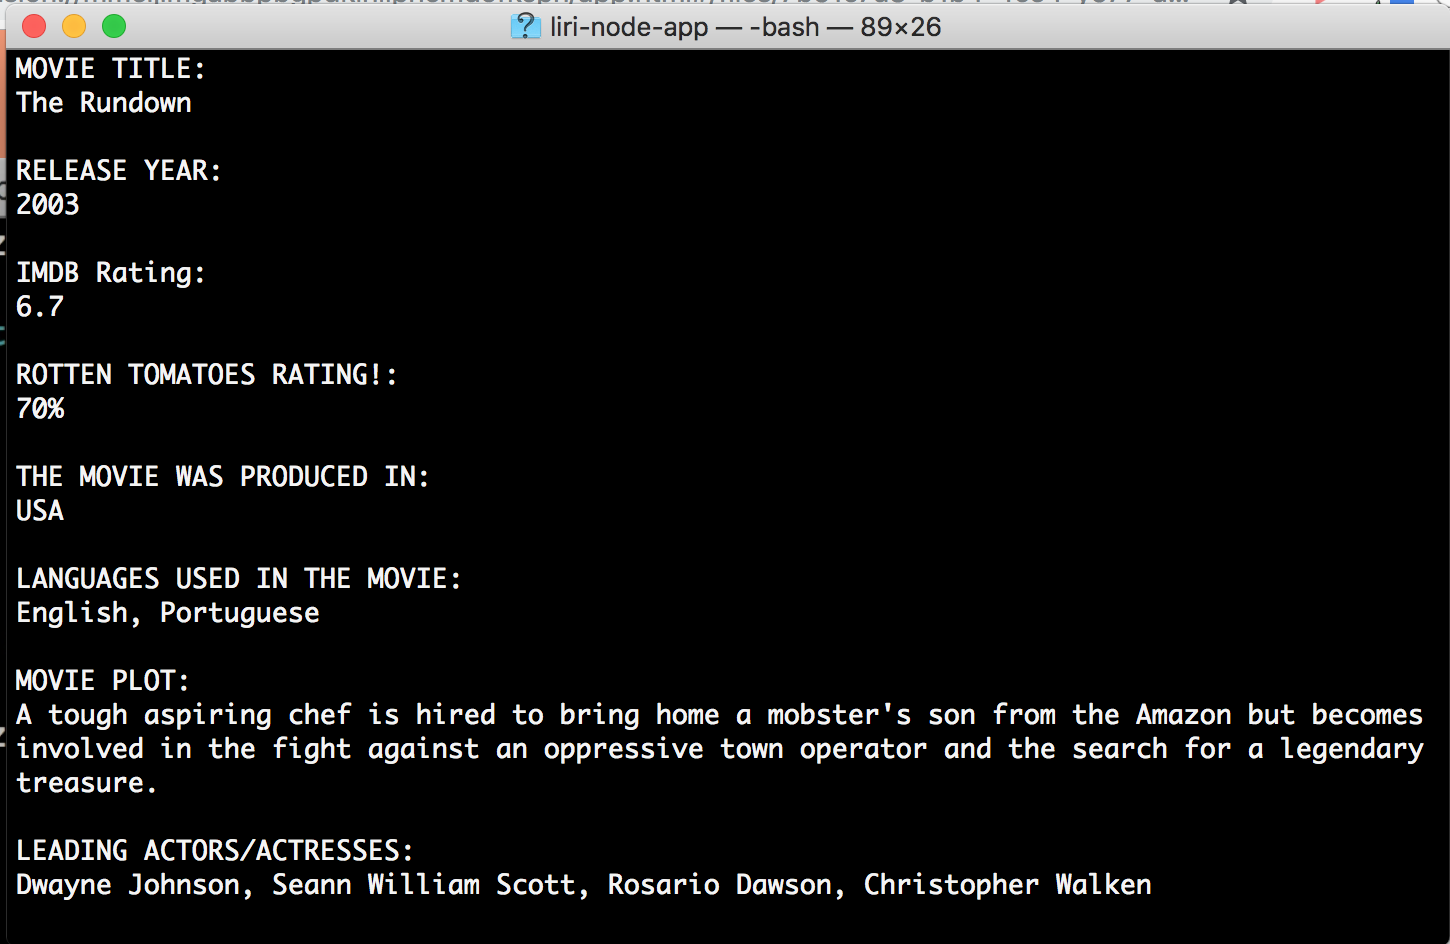 liri-node-app — -bash — 89×26
MOVIE TITLE:
The Rundown
RELEASE YEAR:
2003
IMDB Rating:
6.7
ROTTEN TOMATOES RATING!:
70%
THE MOVIE WAS PRODUCED IN:
USA
LANGUAGES USED IN THE MOVIE:
English, Portuguese
MOVIE PLOT:
A tough aspiring chef is hired to bring home a mobster's son from the Amazon but becomes
involved in the fight against an oppressive town operator and the search for a legendary
treasure.
LEADING ACTORS/ACTRESSES:
Dwayne Johnson, Seann William Scott, Rosario Dawson, Christopher Walken